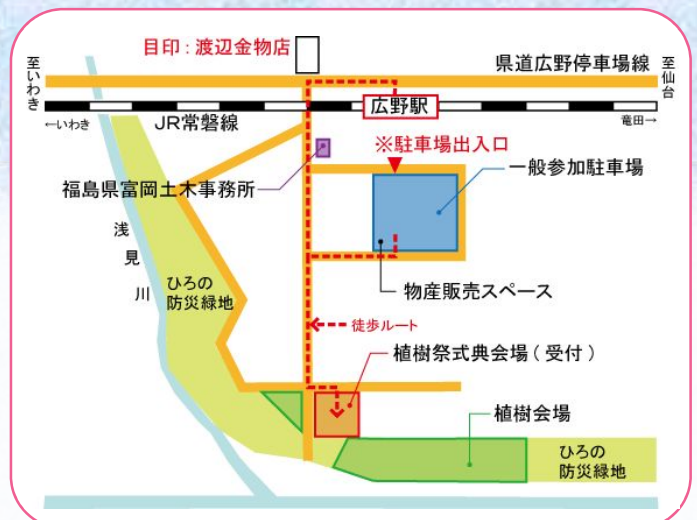 目印：渡辺金物店
県道広野停車場線
至いわき
至仙台
広野駅
←いわき
JR常磐線
竜田→
※駐車場出入口
一般参加駐車場
福島県富岡土木事務所
浅見川
ひろの
防災緑地
物産販売スペース
徒歩ルート
植樹祭式典会場（受付）
植樹会場
ひろの
防災緑地